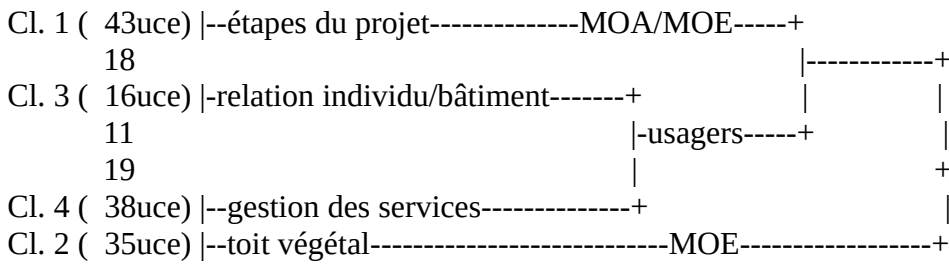 Cl. 1 (  43uce) |--étapes du projet--------------MOA/MOE-----+
18                                                                 |------------+
Cl. 3 (  16uce) |-relation individu/bâtiment-------+              |            |
11                                         |-usagers-----+            |
19                                         |                            +
Cl. 4 (  38uce) |--gestion des services--------------+                            |
Cl. 2 (  35uce) |--toit végétal----------------------------MOE------------------+